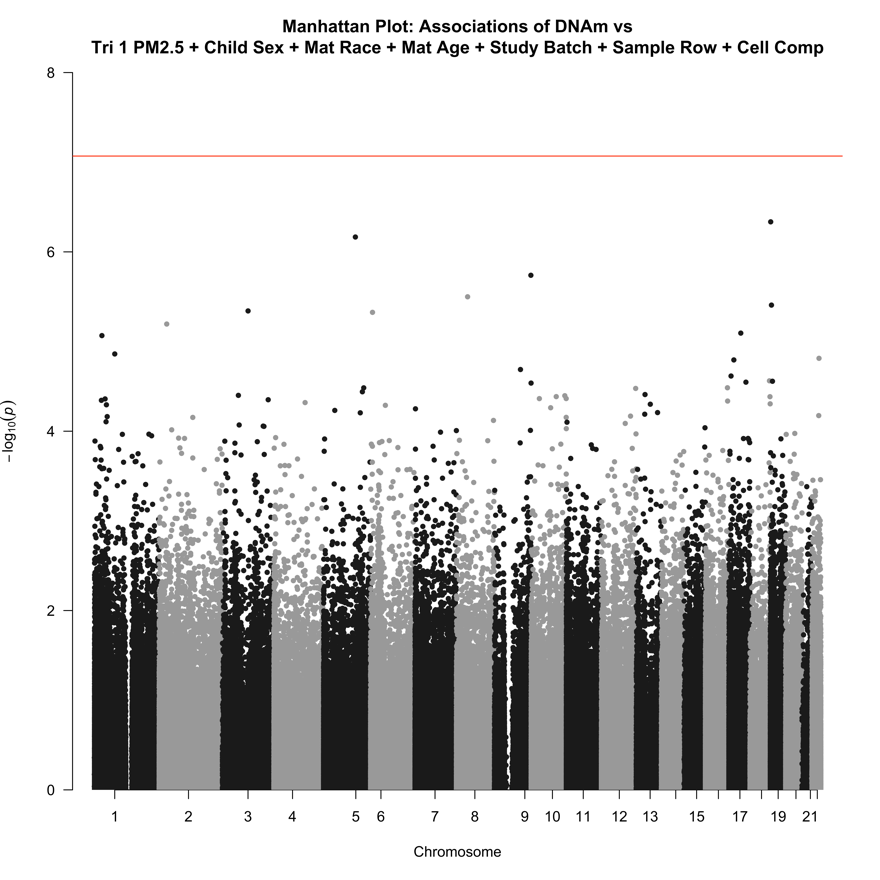 Manhattan Plot: Associations of DNAm vs
Tri 1 PM2.5 + Child Sex + Mat Race + Mat Age + Study Batch + Sample Row + Cell Comp
8
6
4
2
0
−log10(p)
1 2 3 4 5 6 7 8 9 10 11 12 13 15 17 19 21
Chromosome